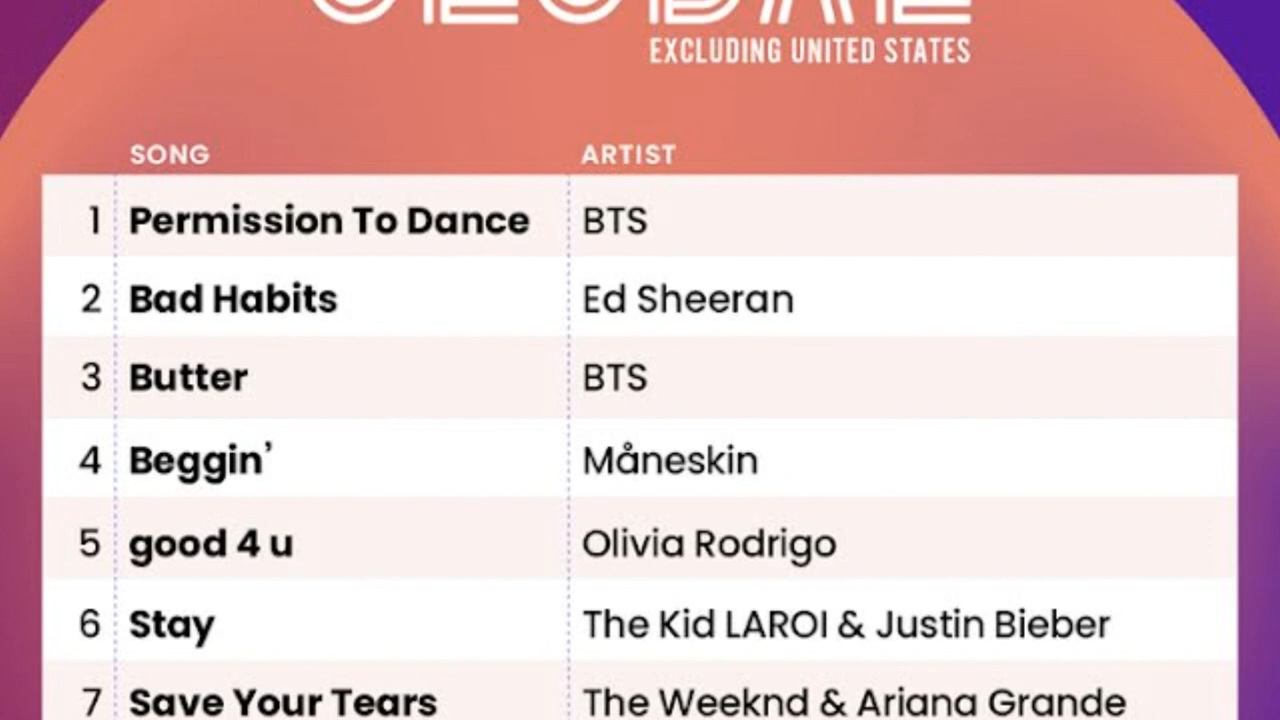 GLOBAL
EXCLUDING UNITED STATES
SONG ARTIST
1 Permission To Dance BTS
2 Bad Habits Ed Sheeran
3 Butter BTS
4 Beggin’ Måneskin
5 good 4 u Olivia Rodrigo
6 Stay The Kid LAROI & Justin Bieber
7 Save Your Tears The Weeknd & Ariana Grande